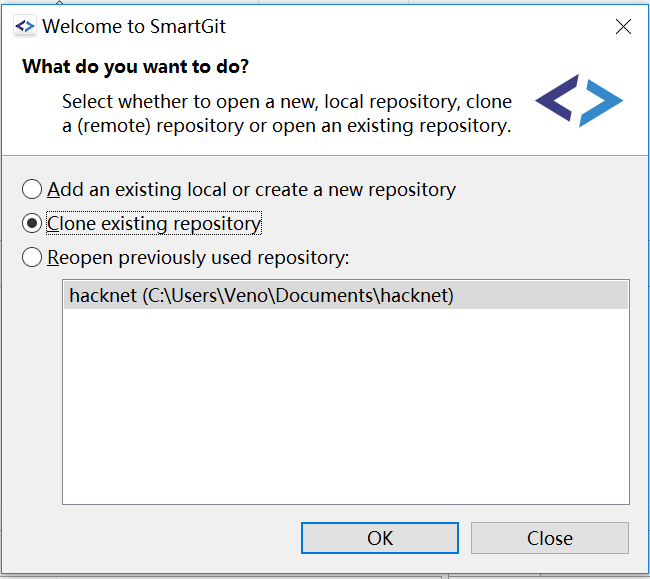 Welcome to SmartGit
What do you want to do?
Select whether to open a new, local repository, clone
a (remote) repository or open an existing repository.
Add an existing local or create a new repository
Clone existing repository
Reopen previously used repository:
hacknet (C:\Users\Veno\Documents\hacknet)
OK
Close